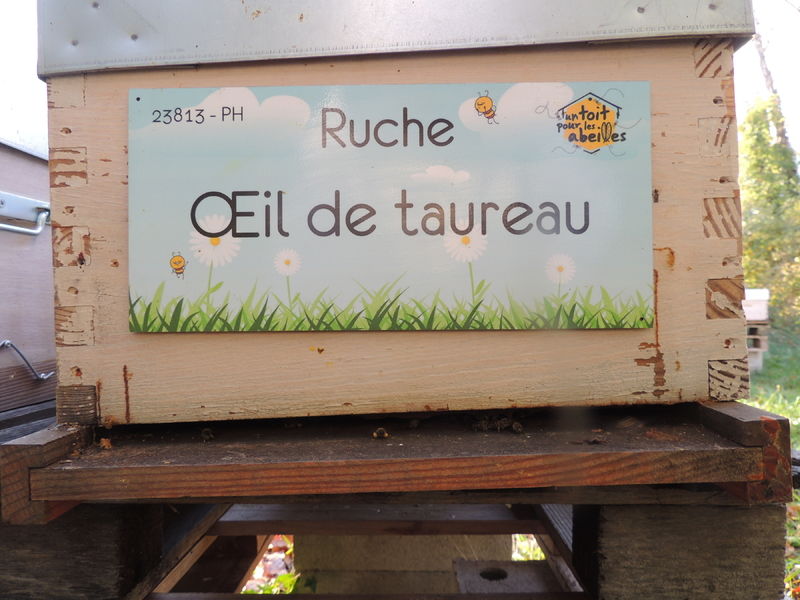 23813 - PH
Ruche
un toit
pour les
abeilles
Œil de taureau